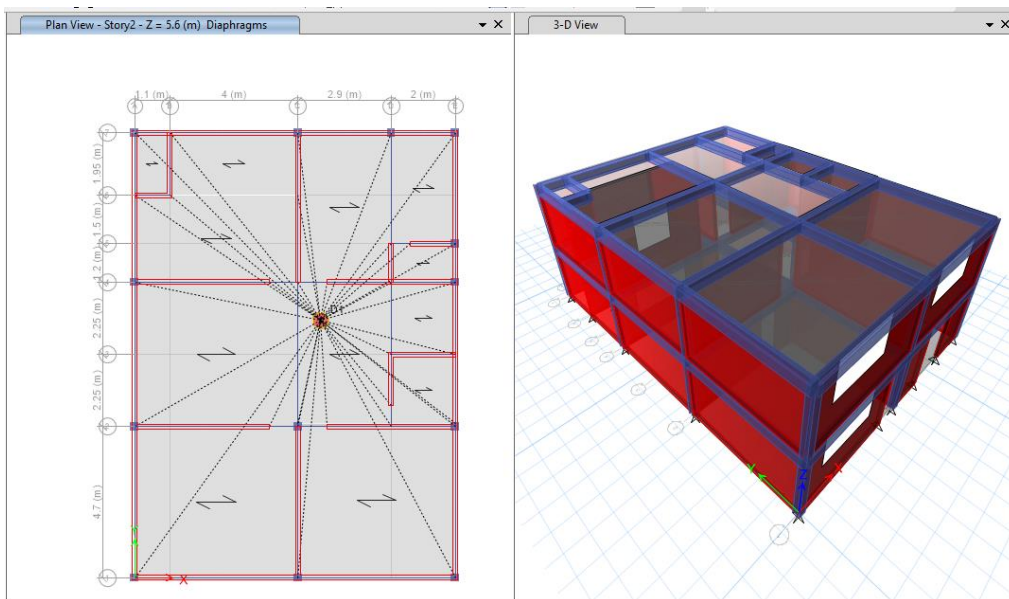 Plan View - Story2 - Z = 5.6 (m) Diaphragms
3-D View
1.1 (m)
4 (m)
2.9 (m)
2 (m)
1.95 (m)
1.5 (m)
1.2 (m)
2.25 (m)
2.25 (m)
4.7 (m)
X
Z
X